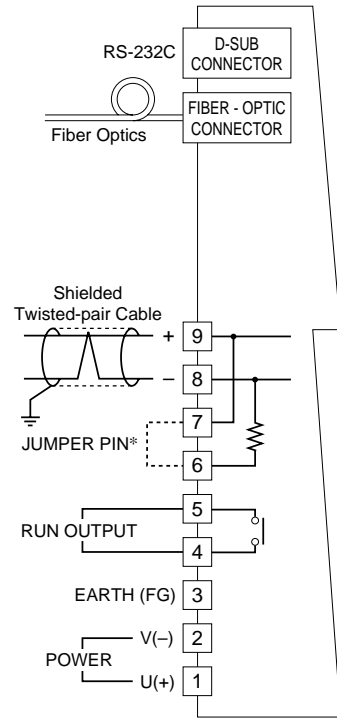 RS-232C
D-SUB
CONNECTOR
FIBER - OPTIC
CONNECTOR
Fiber Optics
Shielded
Twisted-pair Cable
+ 9
– 8
7
JUMPER PIN*
6
5
RUN OUTPUT
4
EARTH (FG) 3
V(–) 2
POWER
U(+) 1